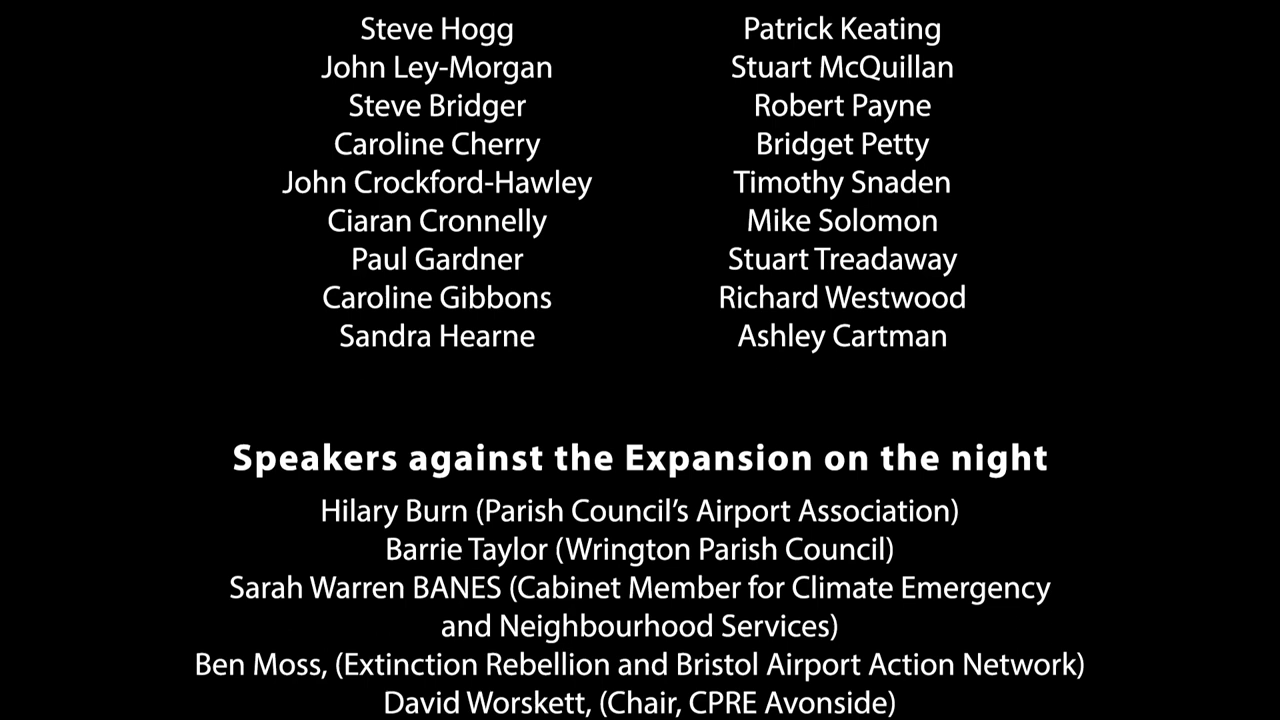 Steve Hogg
John Ley-Morgan
Steve Bridger
Caroline Cherry
John Crockford-Hawley
Ciaran Cronnelly
Paul Gardner
Caroline Gibbons
Sandra Hearne
Patrick Keating
Stuart McQuillan
Robert Payne
Bridget Petty
Timothy Snaden
Mike Solomon
Stuart Treadaway
Richard Westwood
Ashley Cartman
Speakers against the Expansion on the night
Hilary Burn (Parish Council’s Airport Association)
Barrie Taylor (Wrington Parish Council)
Sarah Warren BANES (Cabinet Member for Climate Emergency
and Neighbourhood Services)
Ben Moss, (Extinction Rebellion and Bristol Airport Action Network)
David Worskett, (Chair, CPRE Avonside)